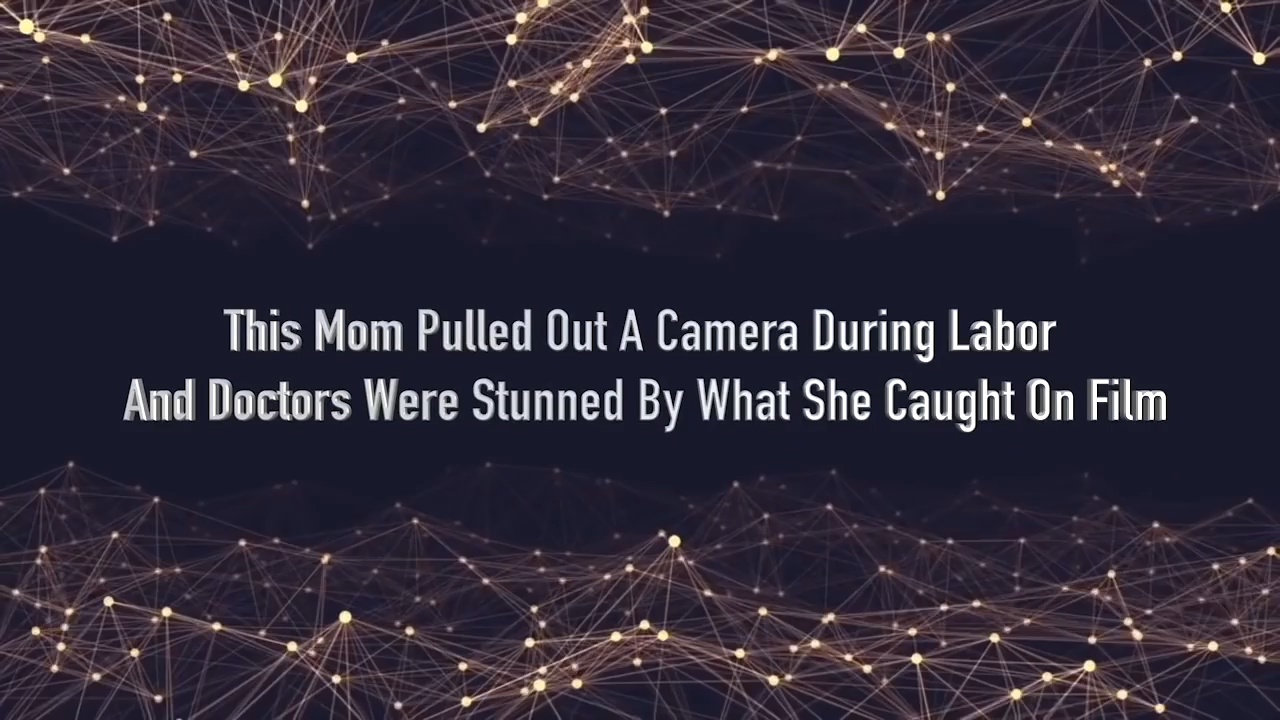 This Mom Pulled Out A Camera During Labor
And Doctors Were Stunned By What She Caught On Film